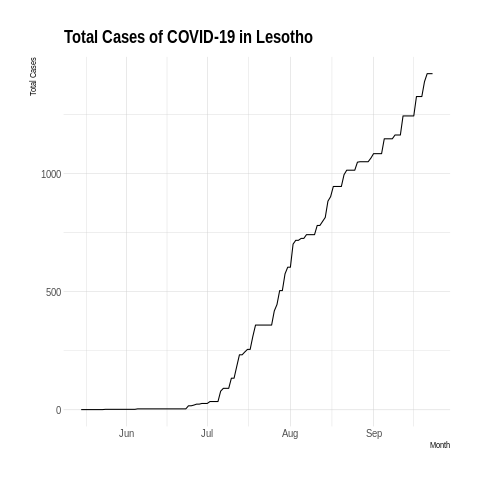 Total Cases of COVID-19 in Lesotho
Total Cases
1000
500
0
Jun Jul Aug Sep
Month